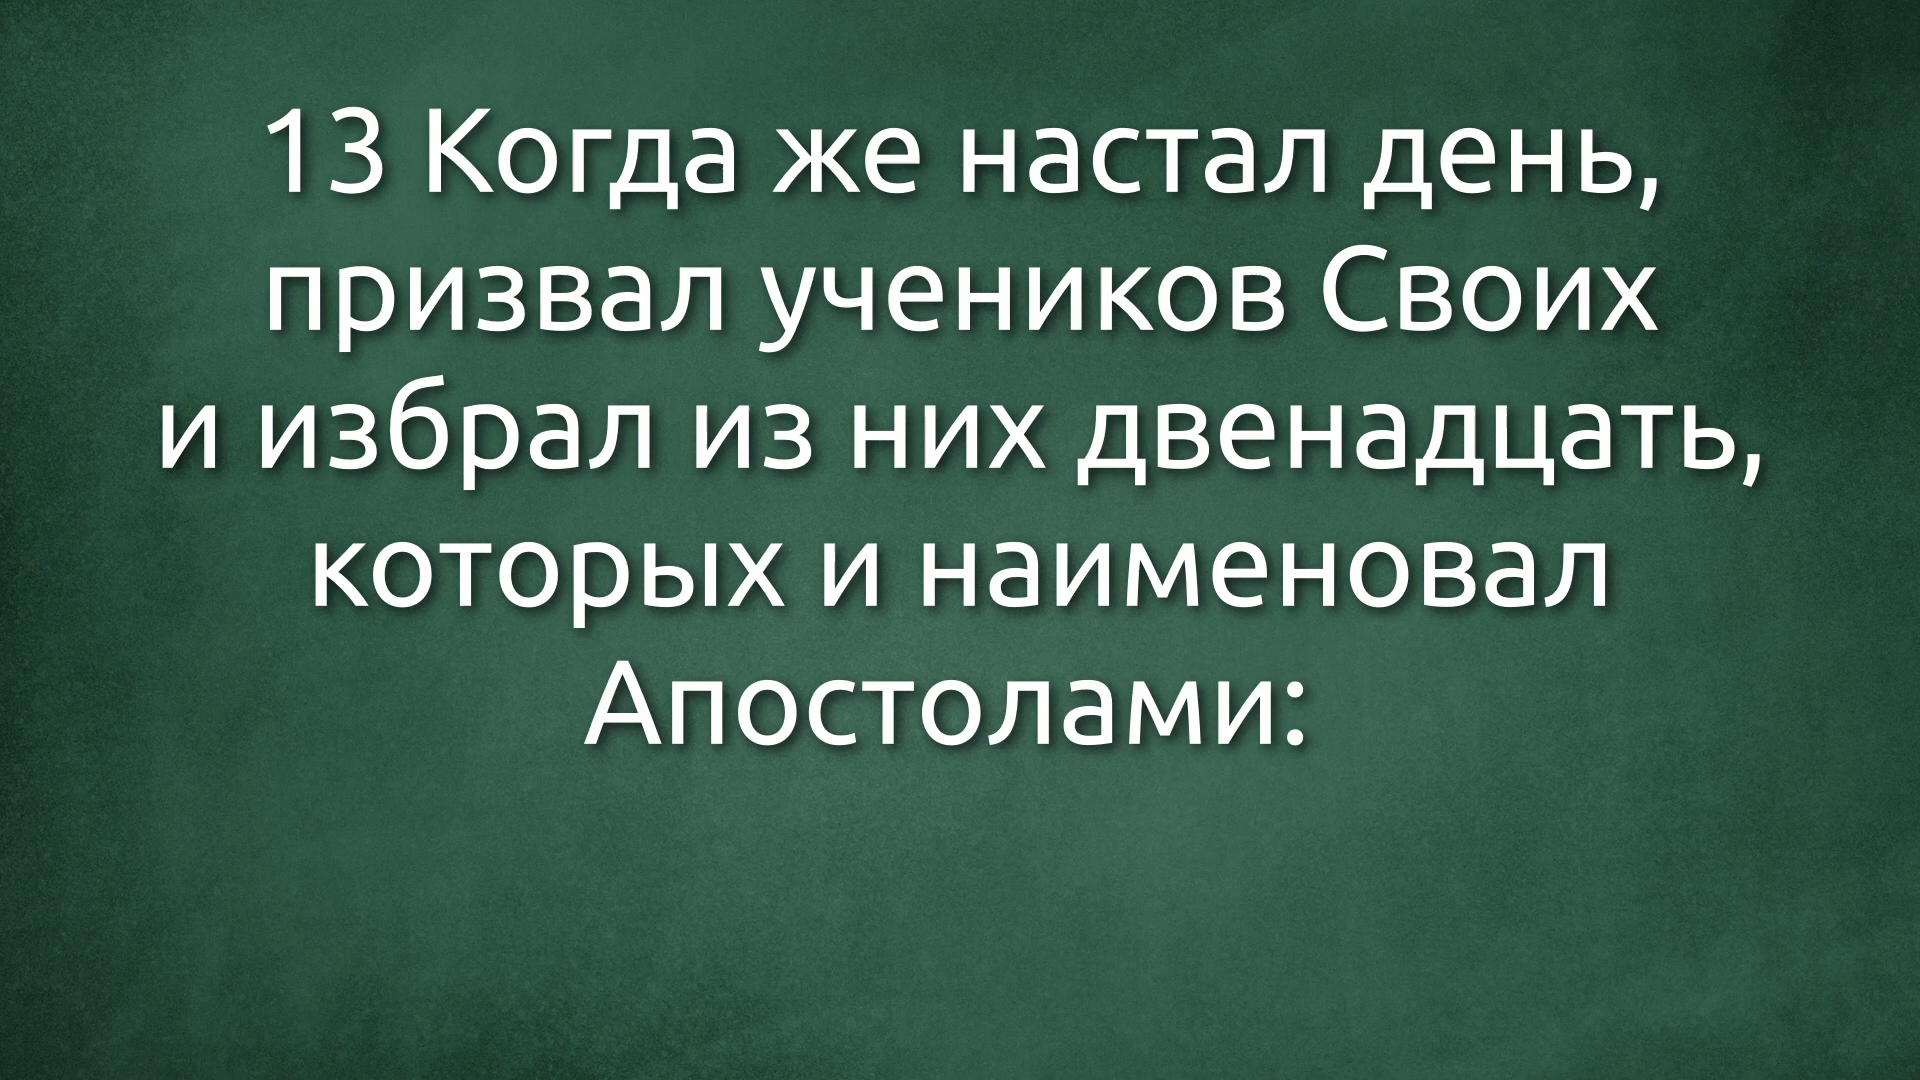 13 Когда же настал день,
призвал учеников Своих
и избрал из них двенадцать,
которых и наименовал
Апостолами: